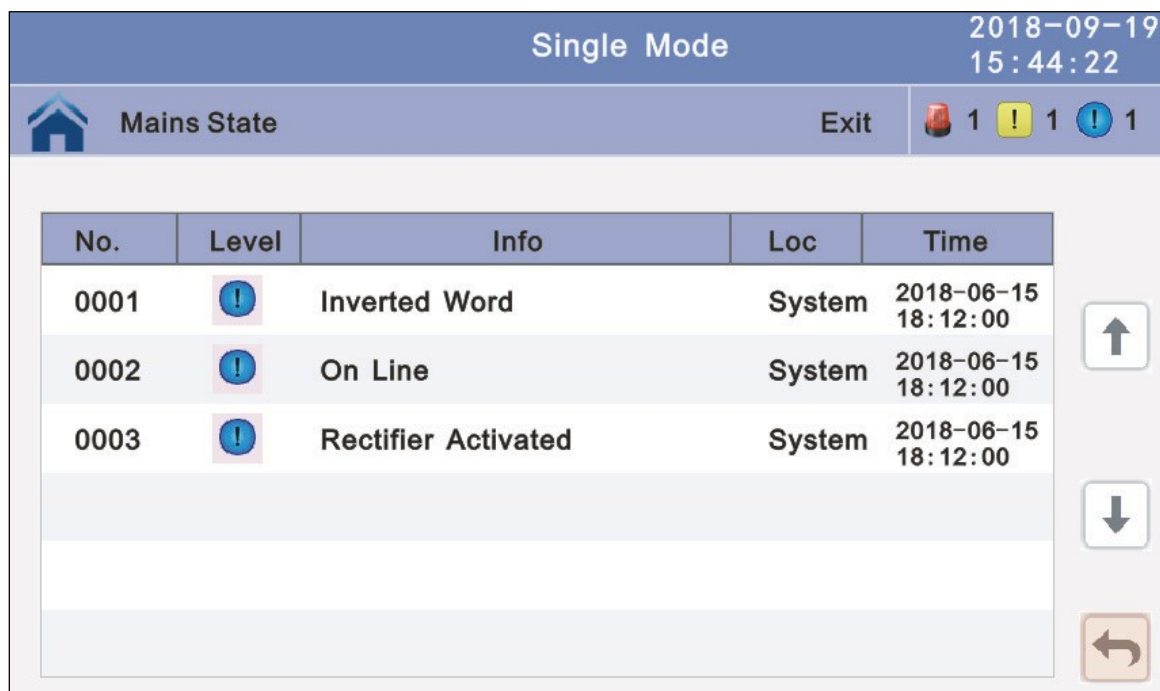 Single Mode
2018-09-19
15:44:22
Mains State Exit 1 ! 1 ! 1
No. Level Info Loc Time
0001 ! Inverted Word System 2018-06-15
18:12:00
0002 ! On Line System 2018-06-15
18:12:00
0003 ! Rectifier Activated System 2018-06-15
18:12:00